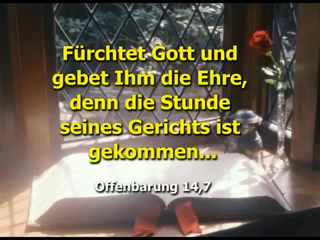 Fürchtet Gott und
gebet Ihm die Ehre,
denn die Stunde
seines Gerichts ist
gekommen...
Offenbarung 14,7